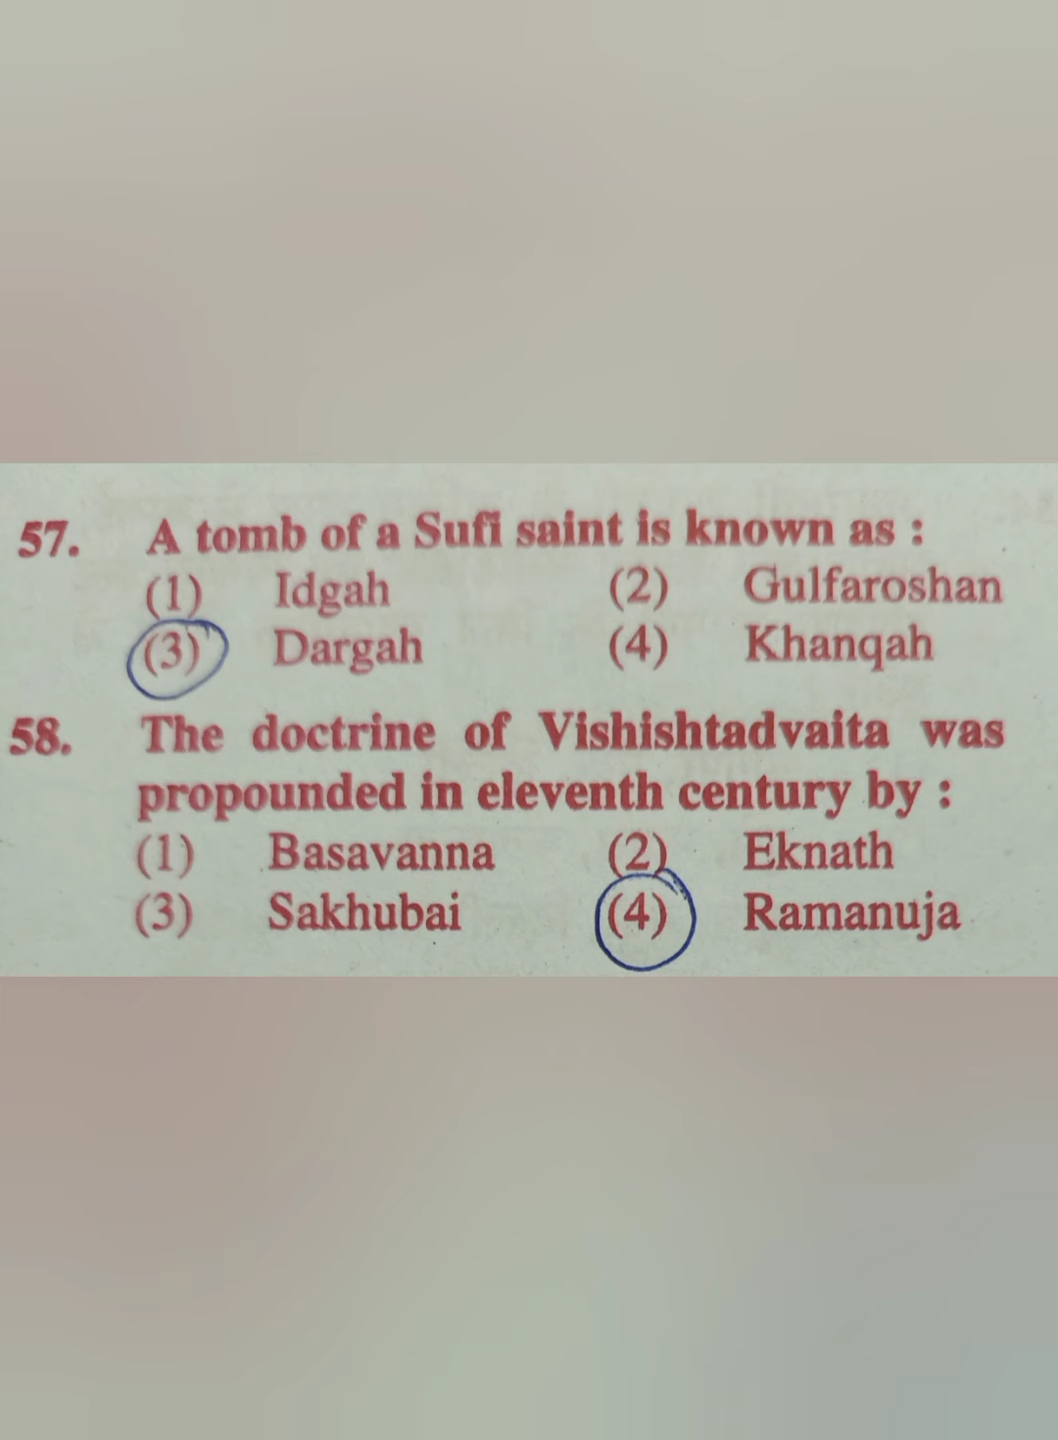 57. A tomb of a Sufi saint is known as :
(1) Idgah (2) Gulfaroshan
(3) Dargah (4) Khanqah
58. The doctrine of Vishishtadvaita was
propounded in eleventh century by :
(1) Basavanna (2) Eknath
(3) Sakhubai (4) Ramanuja